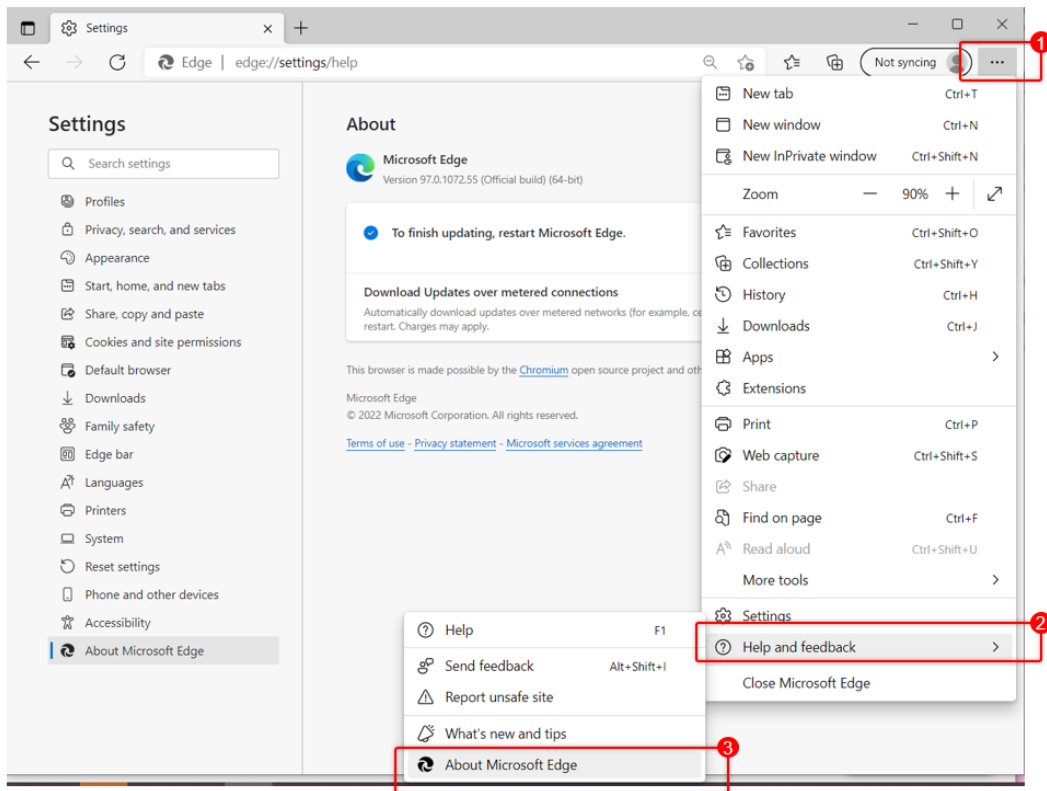 Settings
Edge | edge://settings/help
Not syncing
1
Settings
Search settings
Profiles
Privacy, search, and services
Appearance
Start, home, and new tabs
Share, copy and paste
Cookies and site permissions
Default browser
Downloads
Family safety
Edge bar
Languages
Printers
System
Reset settings
Phone and other devices
Accessibility
About Microsoft Edge
About
Microsoft Edge
Version 97.0.1072.55 (Official build) (64-bit)
To finish updating, restart Microsoft Edge.
Download Updates over metered connections
Automatically download updates over metered networks (for example, ce
restart. Charges may apply.
This browser is made possible by the Chromium open source project and oth
Microsoft Edge
© 2022 Microsoft Corporation. All rights reserved.
Terms of use - Privacy statement - Microsoft services agreement
New tab Ctrl+T
New window Ctrl+N
New InPrivate window Ctrl+Shift+N
Zoom 90%
Favorites Ctrl+Shift+O
Collections Ctrl+Shift+Y
History Ctrl+H
Downloads Ctrl+J
Apps
Extensions
Print Ctrl+P
Web capture Ctrl+Shift+S
Share
Find on page Ctrl+F
Read aloud Ctrl+Shift+U
More tools
Settings
2
Help and feedback
Close Microsoft Edge
Help F1
Send feedback Alt+Shift+I
Report unsafe site
What's new and tips
3
About Microsoft Edge